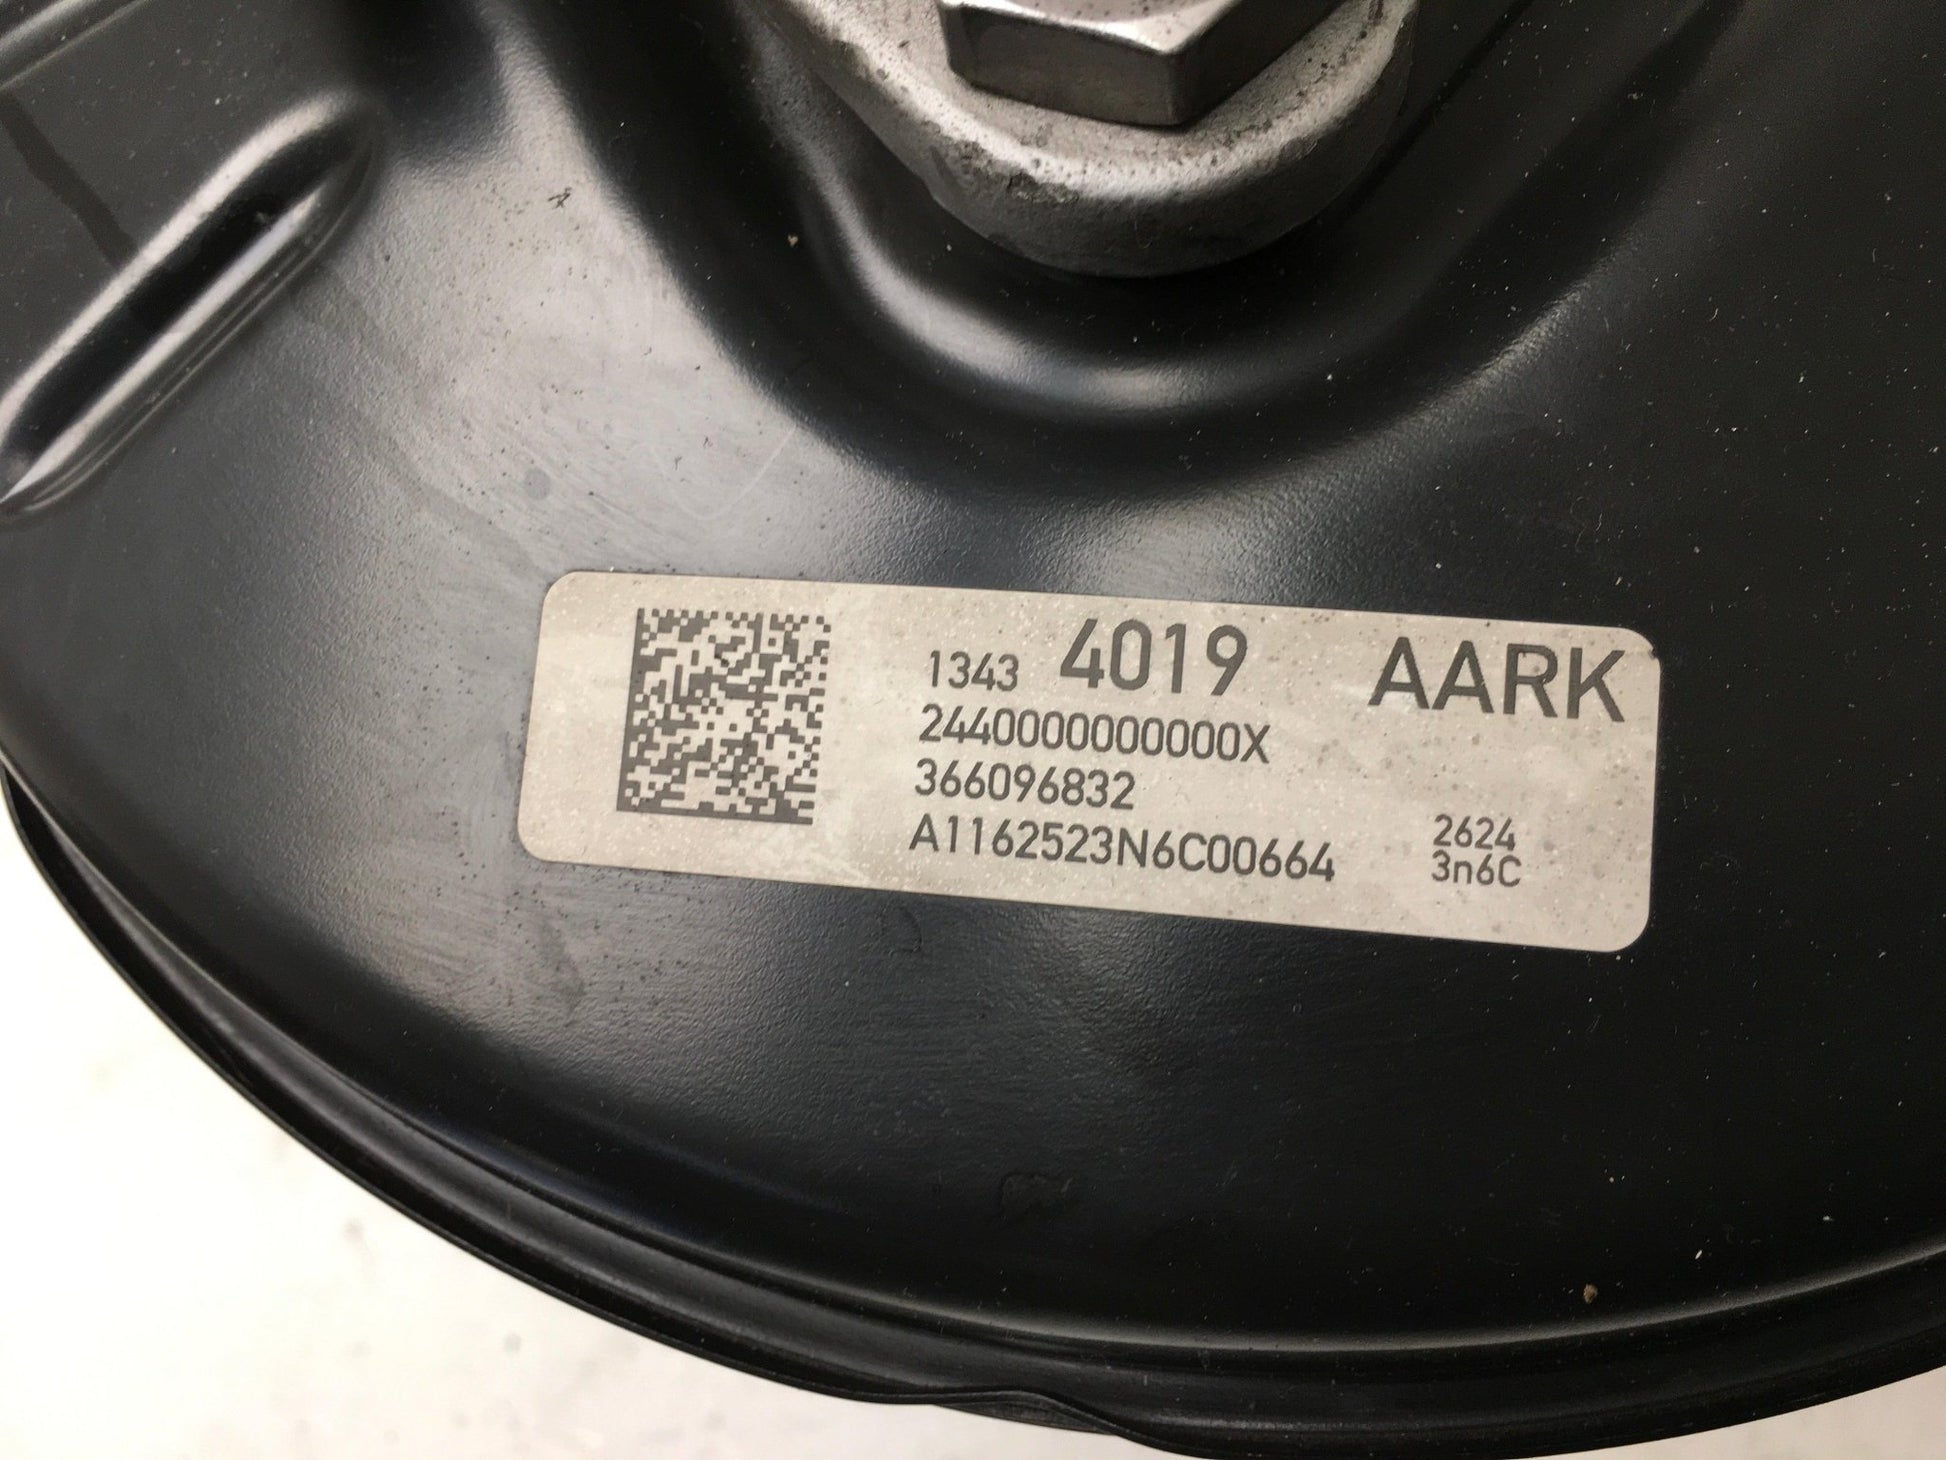 1343 4019 AARK
2440000000000X
366096832
A1162523N6C00664
2624
3n6C